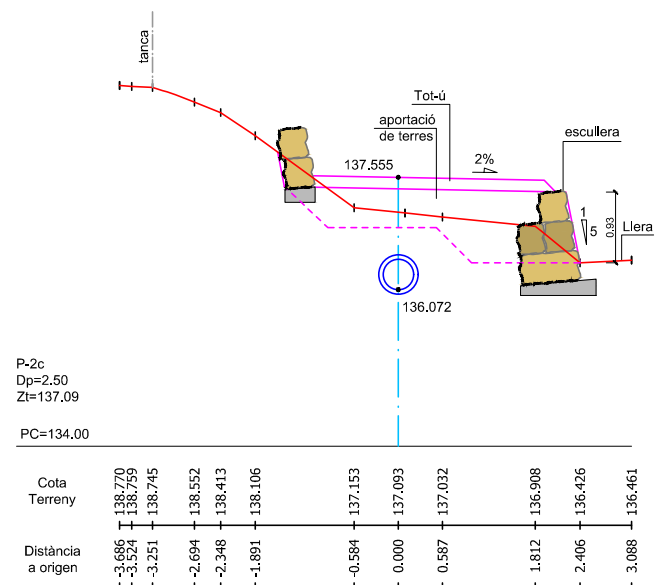 tanca
Tot-ú
aportació
de terres
escullera
137.555
2%
1
5
0.93
Llera
136.072
P-2c
Dp=2.50
Zt=137.09
PC=134.00
Cota
Terreny
138.770
138.759
138.745
138.552
138.413
138.106
137.153
137.093
137.032
136.908
136.426
136.461
Distància
a origen
-3.686
-3.524
-3.251
-2.694
-2.348
-1.891
-0.584
0.000
0.587
1.812
2.406
3.088